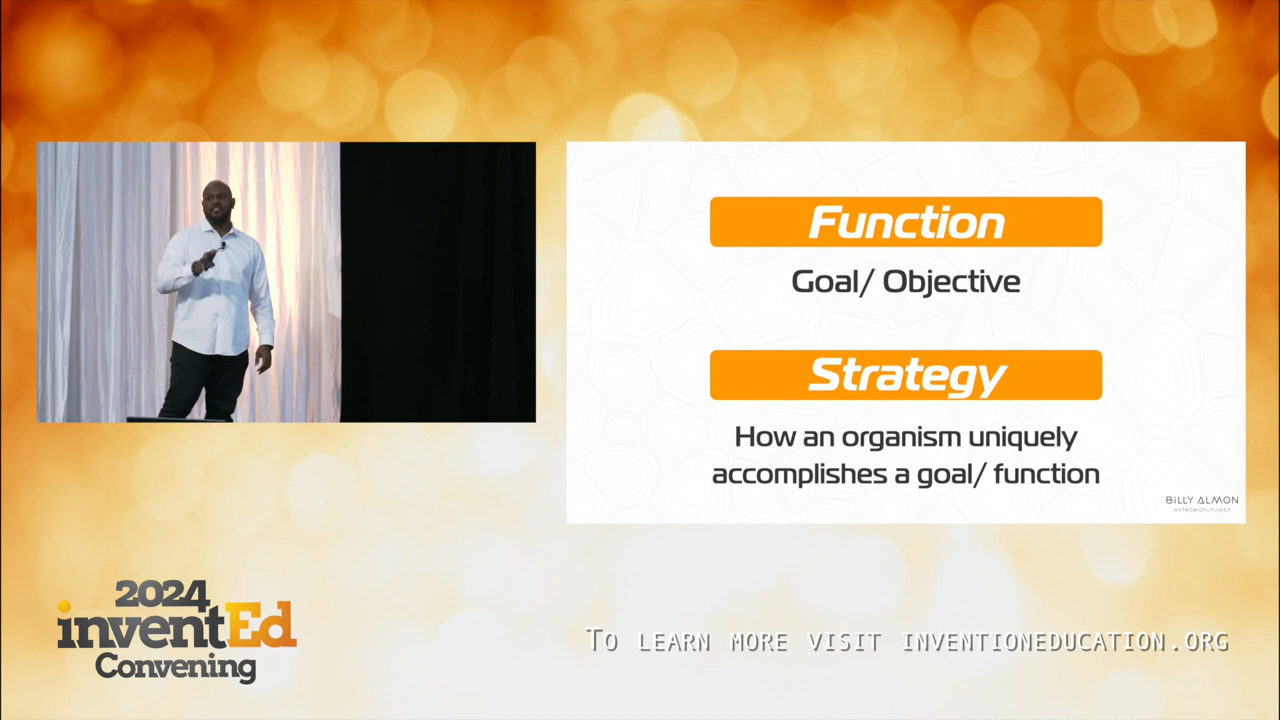 Function
Goal/ Objective
Strategy
How an organism uniquely
accomplishes a goal/ function
BiLLY ALMON
ASTROBIOFUTURIST
2024
inventEd
Convening
To learn more visit inventioneducation.org